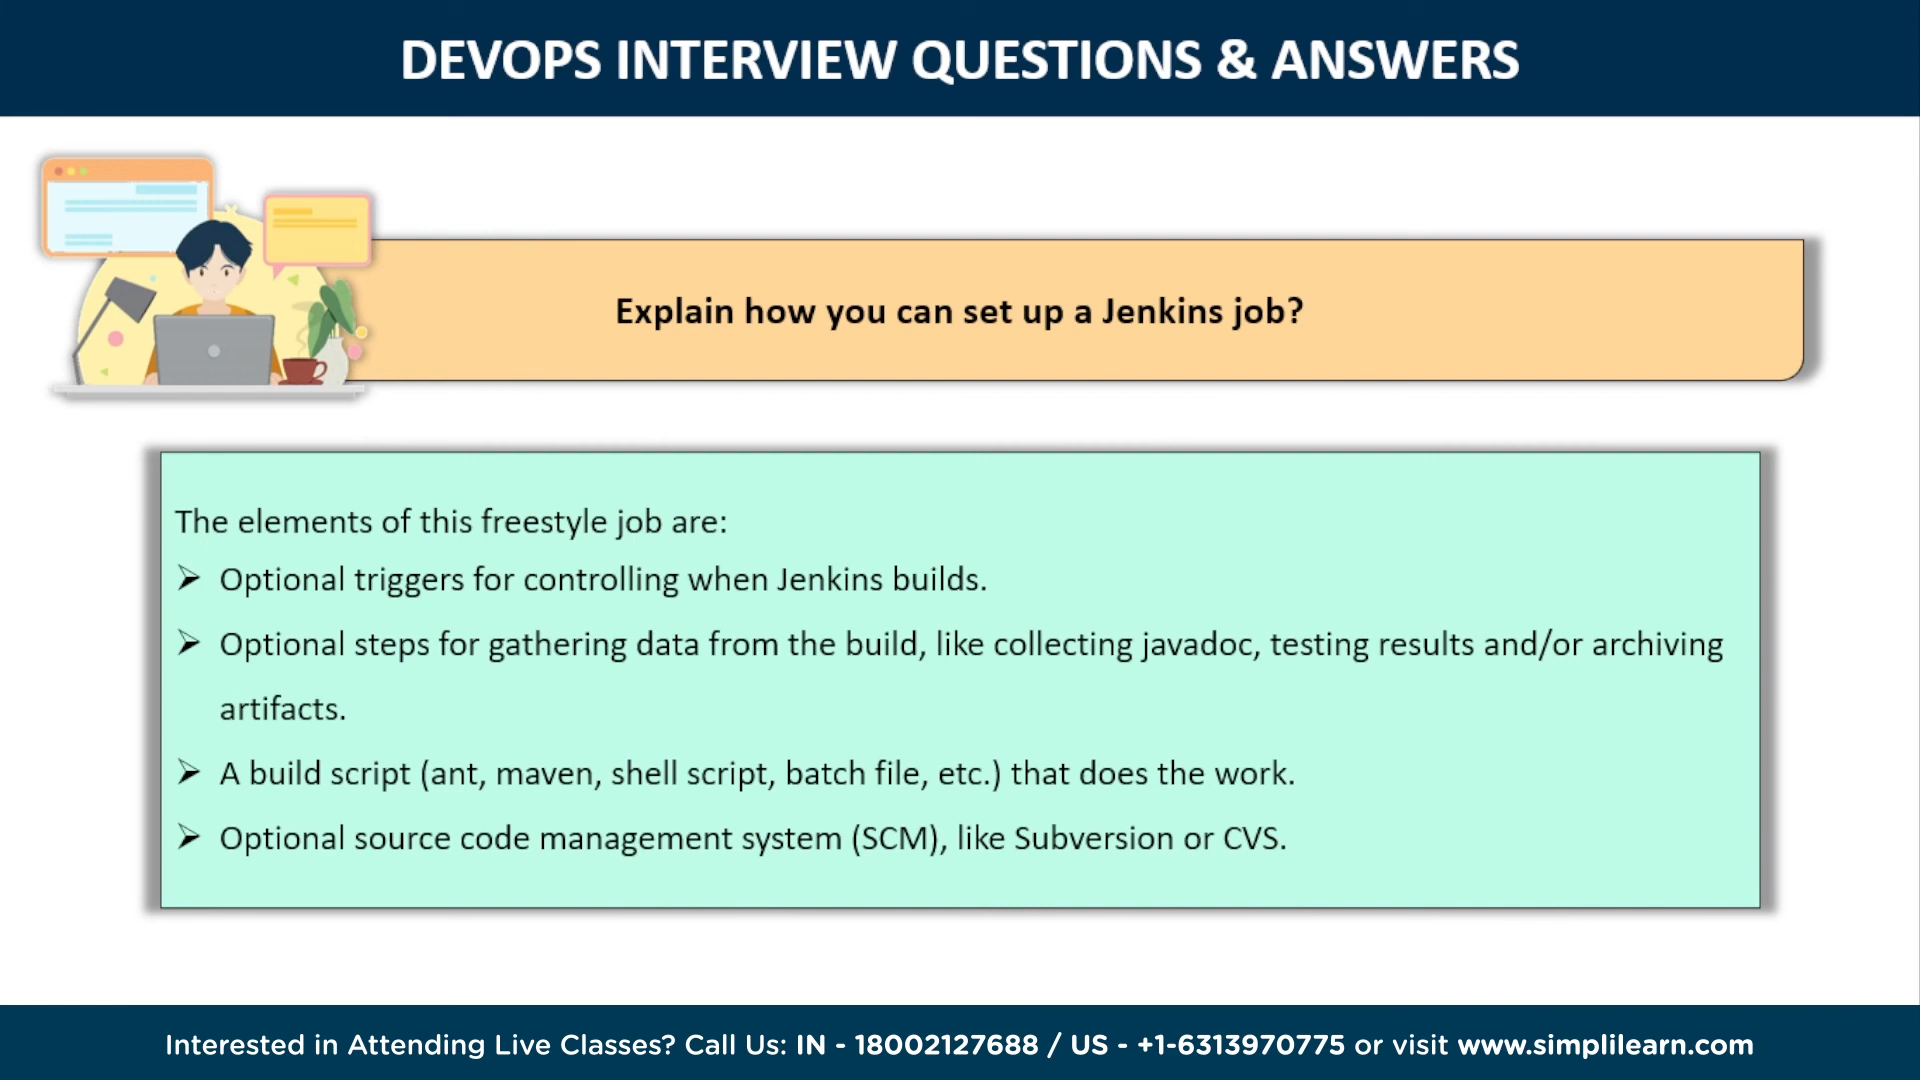 DEVOPS INTERVIEW QUESTIONS & ANSWERS
Explain how you can set up a Jenkins job?
The elements of this freestyle job are:
➢ Optional triggers for controlling when Jenkins builds.
➢ Optional steps for gathering data from the build, like collecting javadoc, testing results and/or archiving
artifacts.
➢ A build script (ant, maven, shell script, batch file, etc.) that does the work.
➢ Optional source code management system (SCM), like Subversion or CVS.
Interested in Attending Live Classes? Call Us: IN - 18002127688 / US - +1-6313970775 or visit www.simplilearn.com